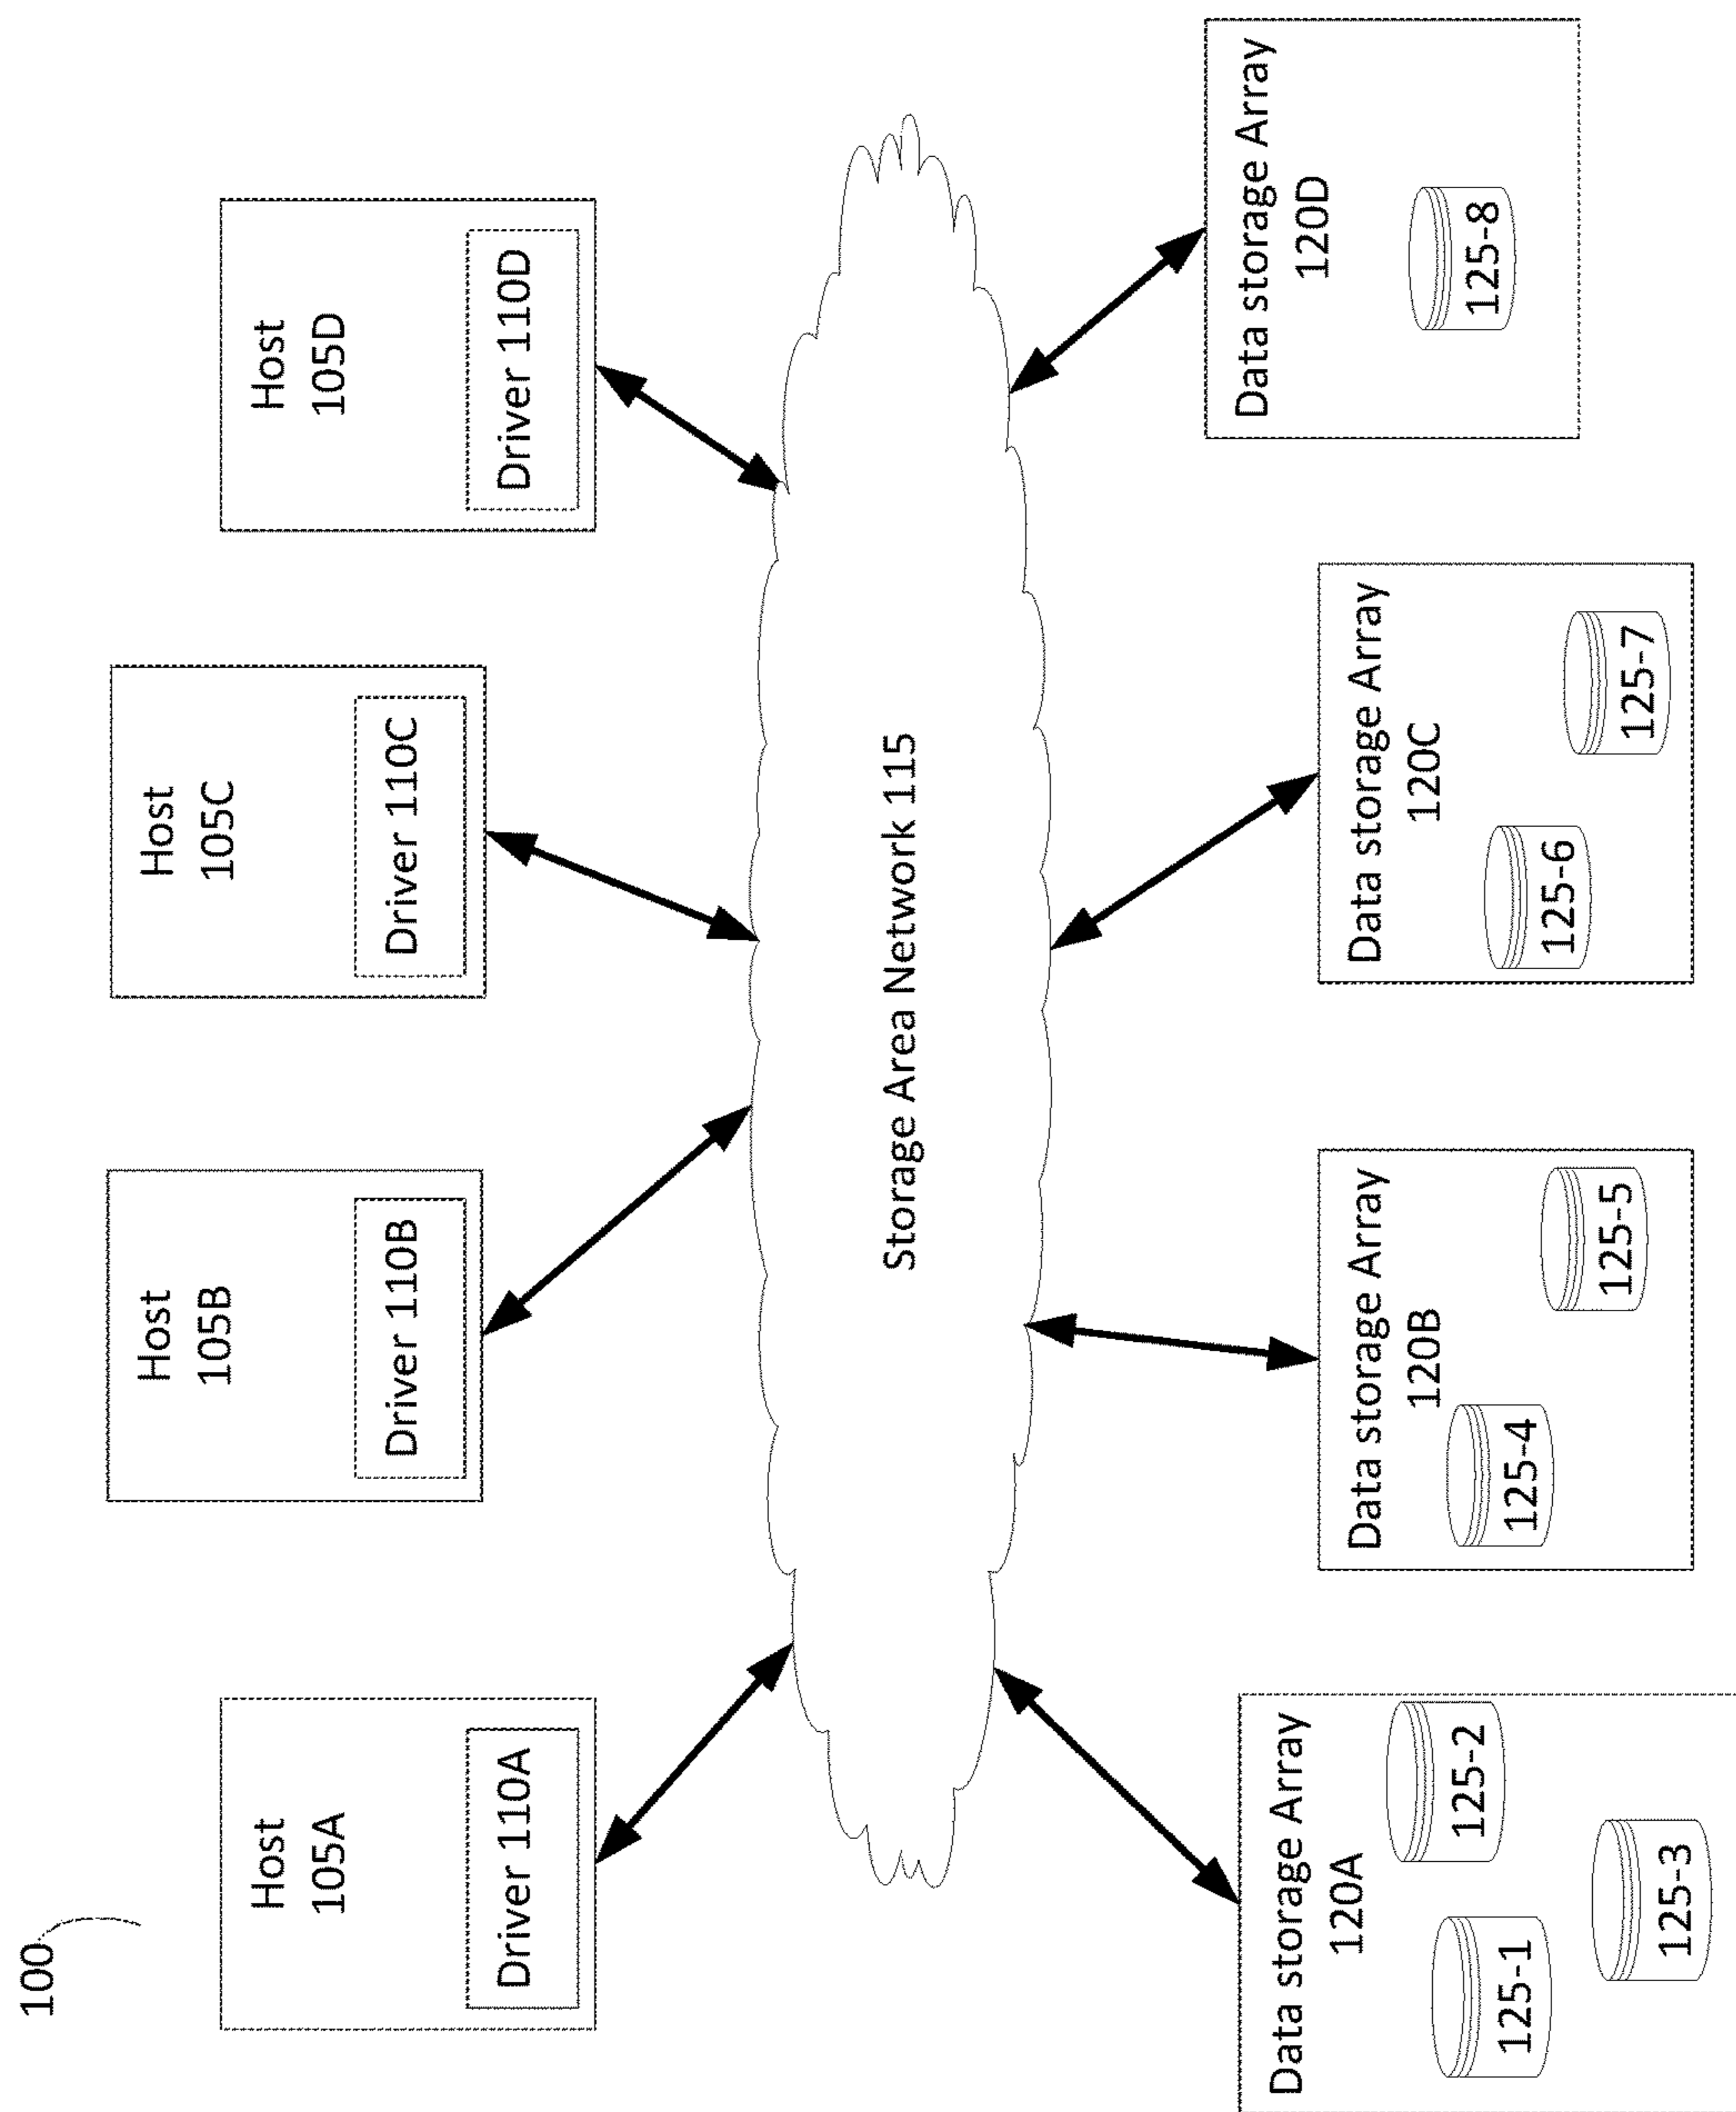 100
Host
105A
Driver 110A
Host
105B
Driver 110B
Host
105C
Driver 110C
Host
105D
Driver 110D
Storage Area Network 115
Data storage Array
120A
125-1
125-2
125-3
Data storage Array
120B
125-4
125-5
Data storage Array
120C
125-6
125-7
Data storage Array
120D
125-8